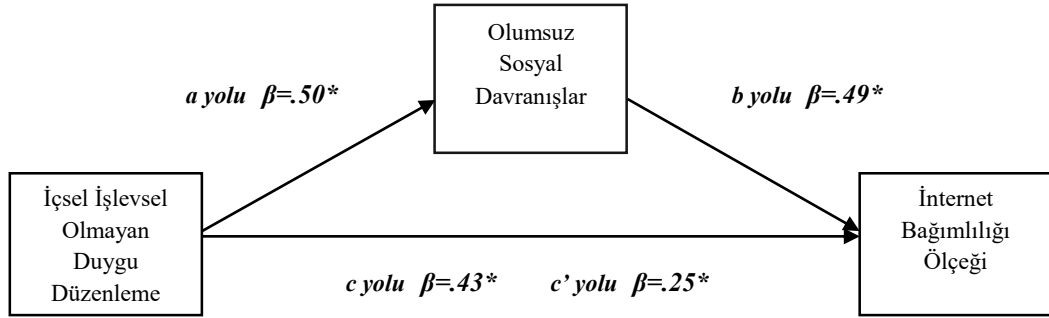 Olumsuz
Sosyal
Davranışlar
a yolu β=.50*
b yolu β=.49*
İçsel İşlevsel
Olmayan
Duygu
Düzenleme
İnternet
Bağımlılığı
Ölçeği
c yolu β=.43* c’ yolu β=.25*